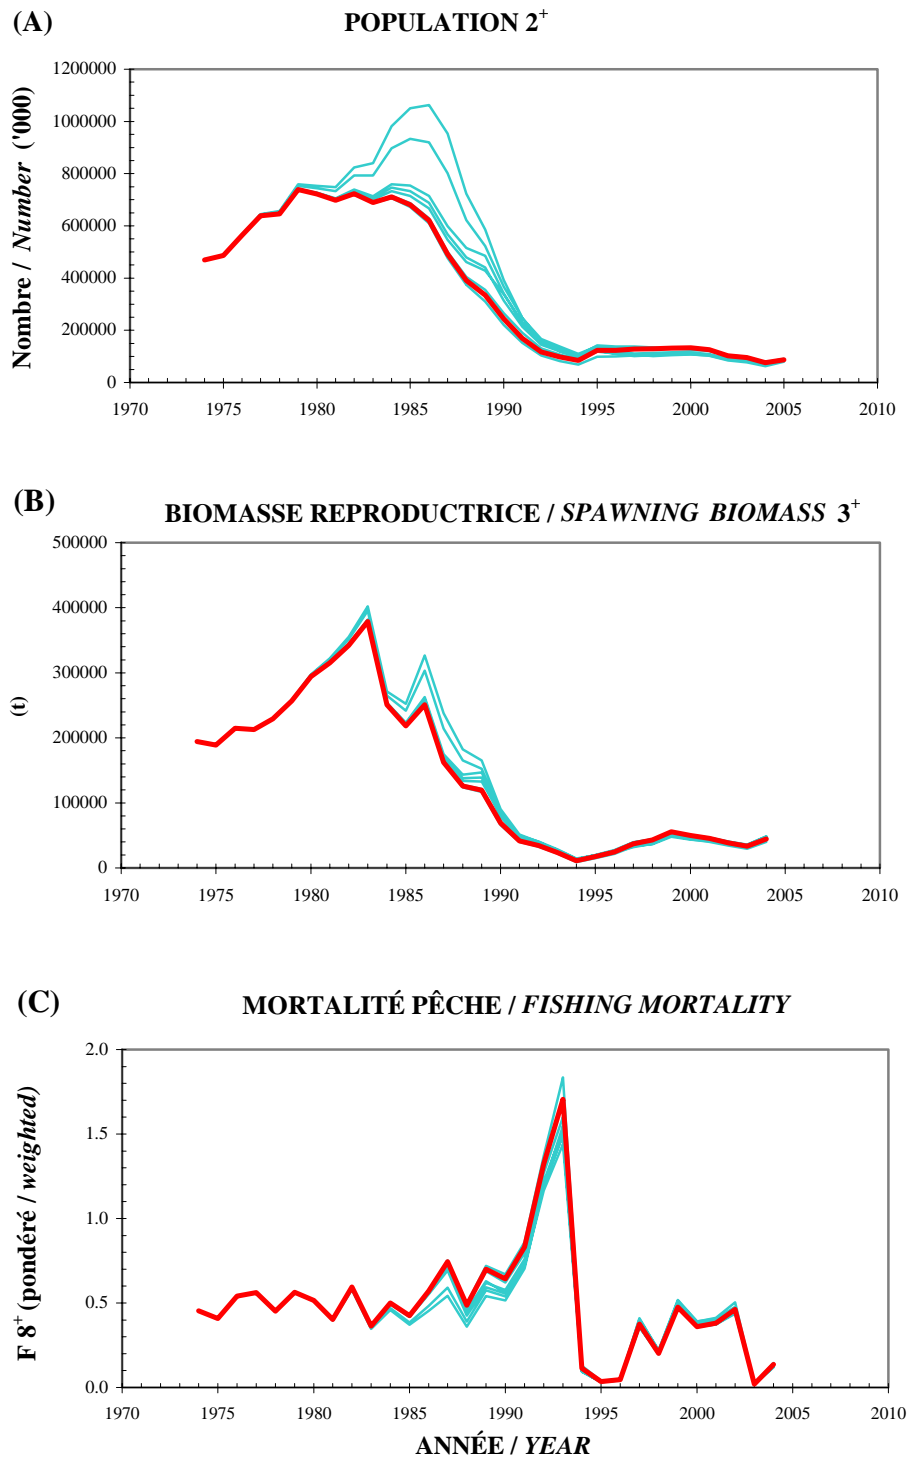 (A)
POPULATION 2⁺
Nombre / Number ('000)
1200000
1000000
800000
600000
400000
200000
0
1970 1975 1980 1985 1990 1995 2000 2005 2010
(B)
BIOMASSE REPRODUCTRICE / SPAWNING BIOMASS 3⁺
(t)
500000
400000
300000
200000
100000
0
1970 1975 1980 1985 1990 1995 2000 2005 2010
(C)
MORTALITÉ PÊCHE / FISHING MORTALITY
F 8⁺ (pondéré / weighted)
2.0
1.5
1.0
0.5
0.0
1970 1975 1980 1985 1990 1995 2000 2005 2010
ANNÉE / YEAR